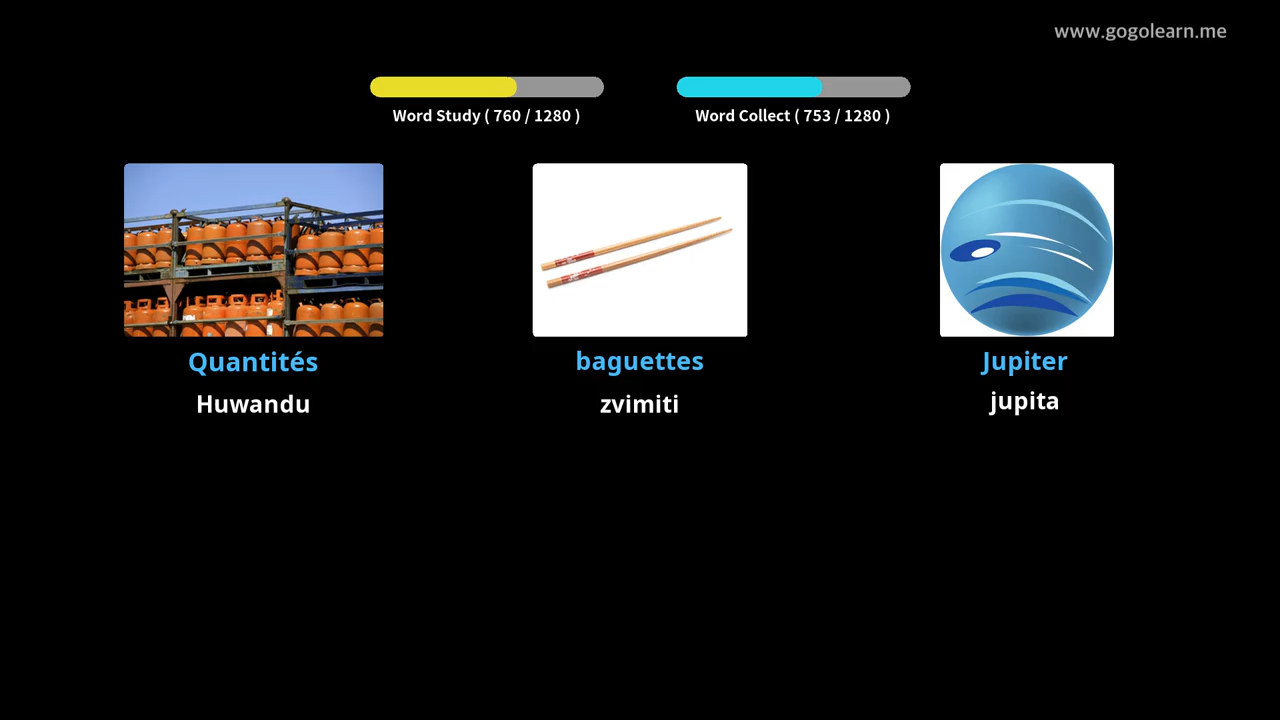 www.gogolearn.me
Word Study ( 760 / 1280 )
Word Collect ( 753 / 1280 )
Quantités
baguettes
Jupiter
Huwandu
zvimiti
jupita